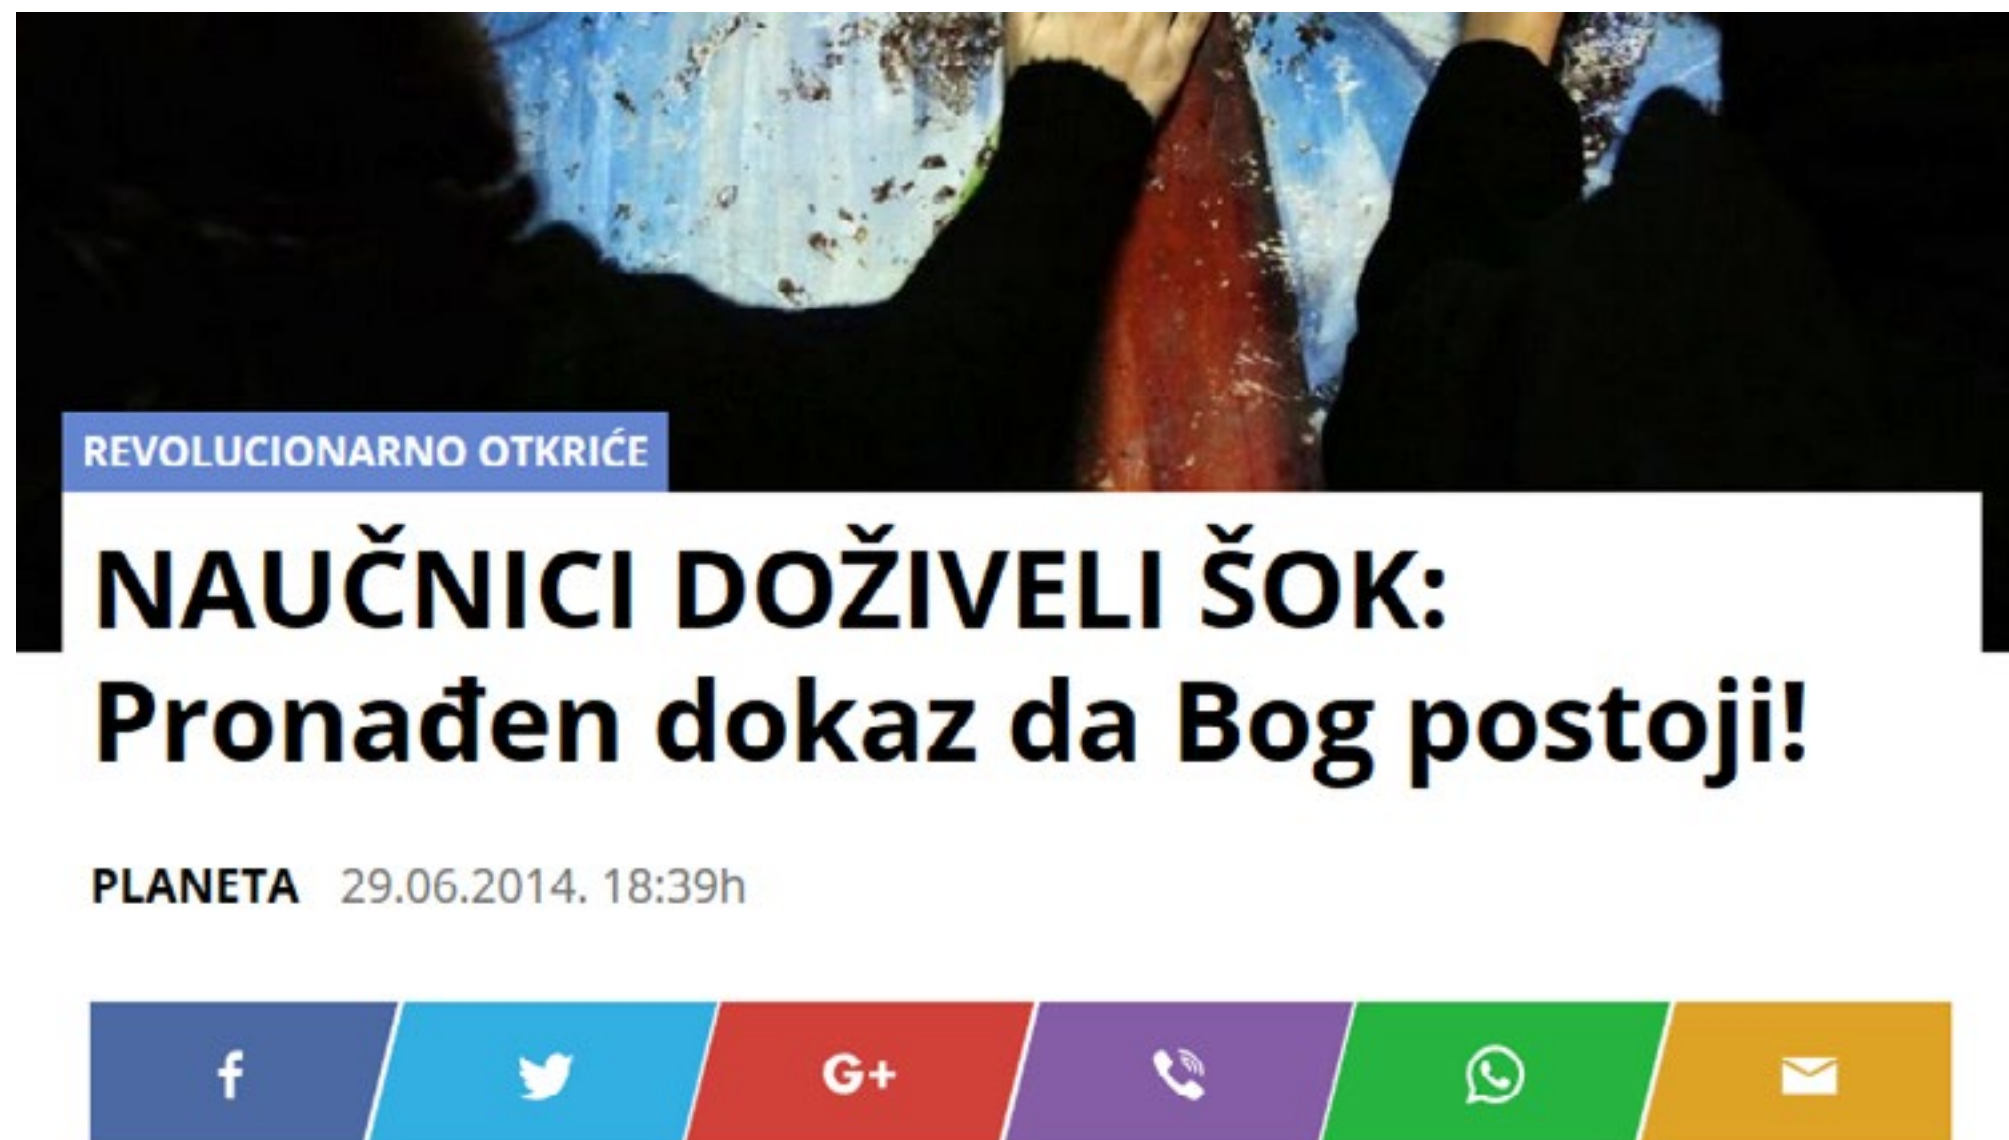 REVOLUCIONARNO OTKRIĆE
NAUČNICI DOŽIVELI ŠOK:
Pronađen dokaz da Bog postoji!
PLANETA 29.06.2014. 18:39h
f
G+